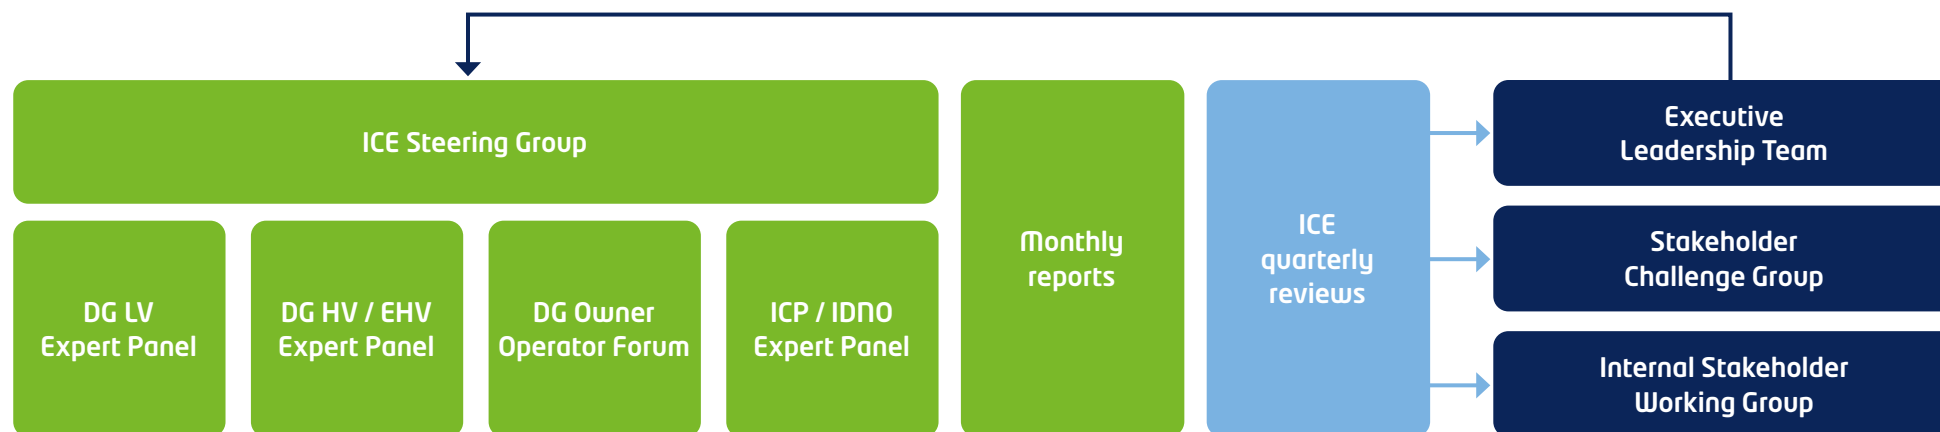 ICE Steering Group
DG LV
Expert Panel
DG HV / EHV
Expert Panel
DG Owner
Operator Forum
ICP / IDNO
Expert Panel
Monthly
reports
ICE
quarterly
reviews
Executive
Leadership Team
Stakeholder
Challenge Group
Internal Stakeholder
Working Group